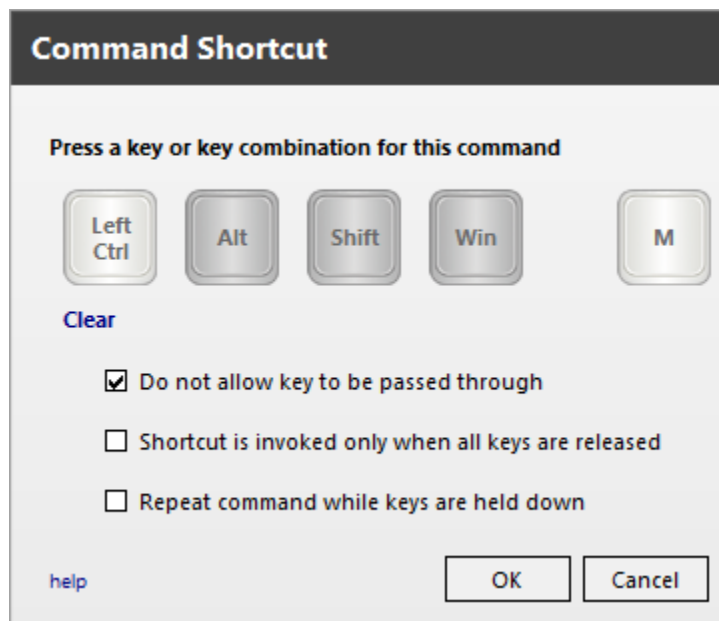 Command Shortcut
Press a key or key combination for this command
Left
Ctrl
Alt
Shift
Win
M
Clear
Do not allow key to be passed through
Shortcut is invoked only when all keys are released
Repeat command while keys are held down
help
OK
Cancel